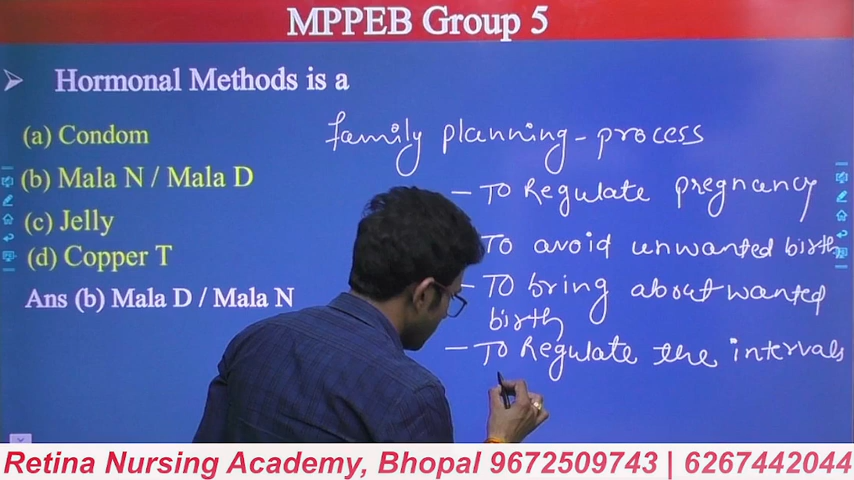 MPPEB Group 5
Hormonal Methods is a
(a) Condom
(b) Mala N / Mala D
(c) Jelly
(d) Copper T
Ans (b) Mala D / Mala N
family planning - process
- To Regulate pregnancy
To avoid unwanted birth
- To bring about wanted
birth
- To Regulate the intervals
Retina Nursing Academy, Bhopal 9672509743 | 6267442044